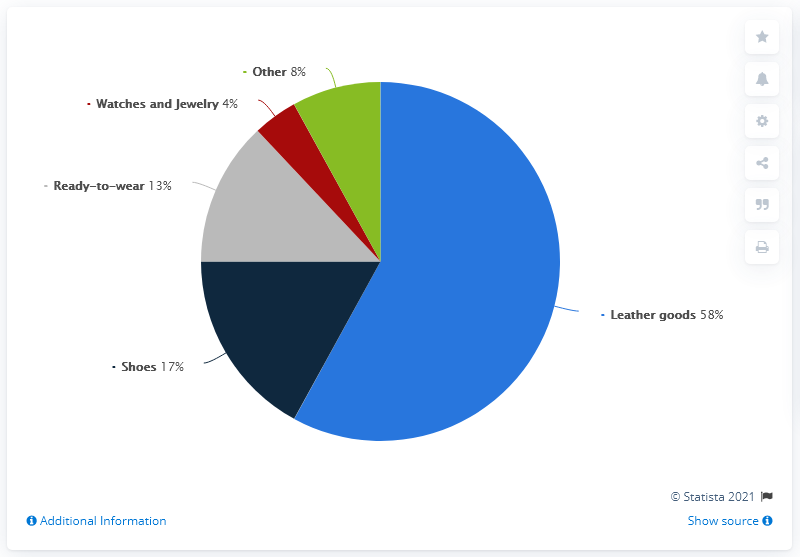 Other 8%
Watches and Jewelry 4%
Ready-to-wear 13%
Leather goods 58%
Shoes 17%
© Statista 2021
Additional Information
Show source